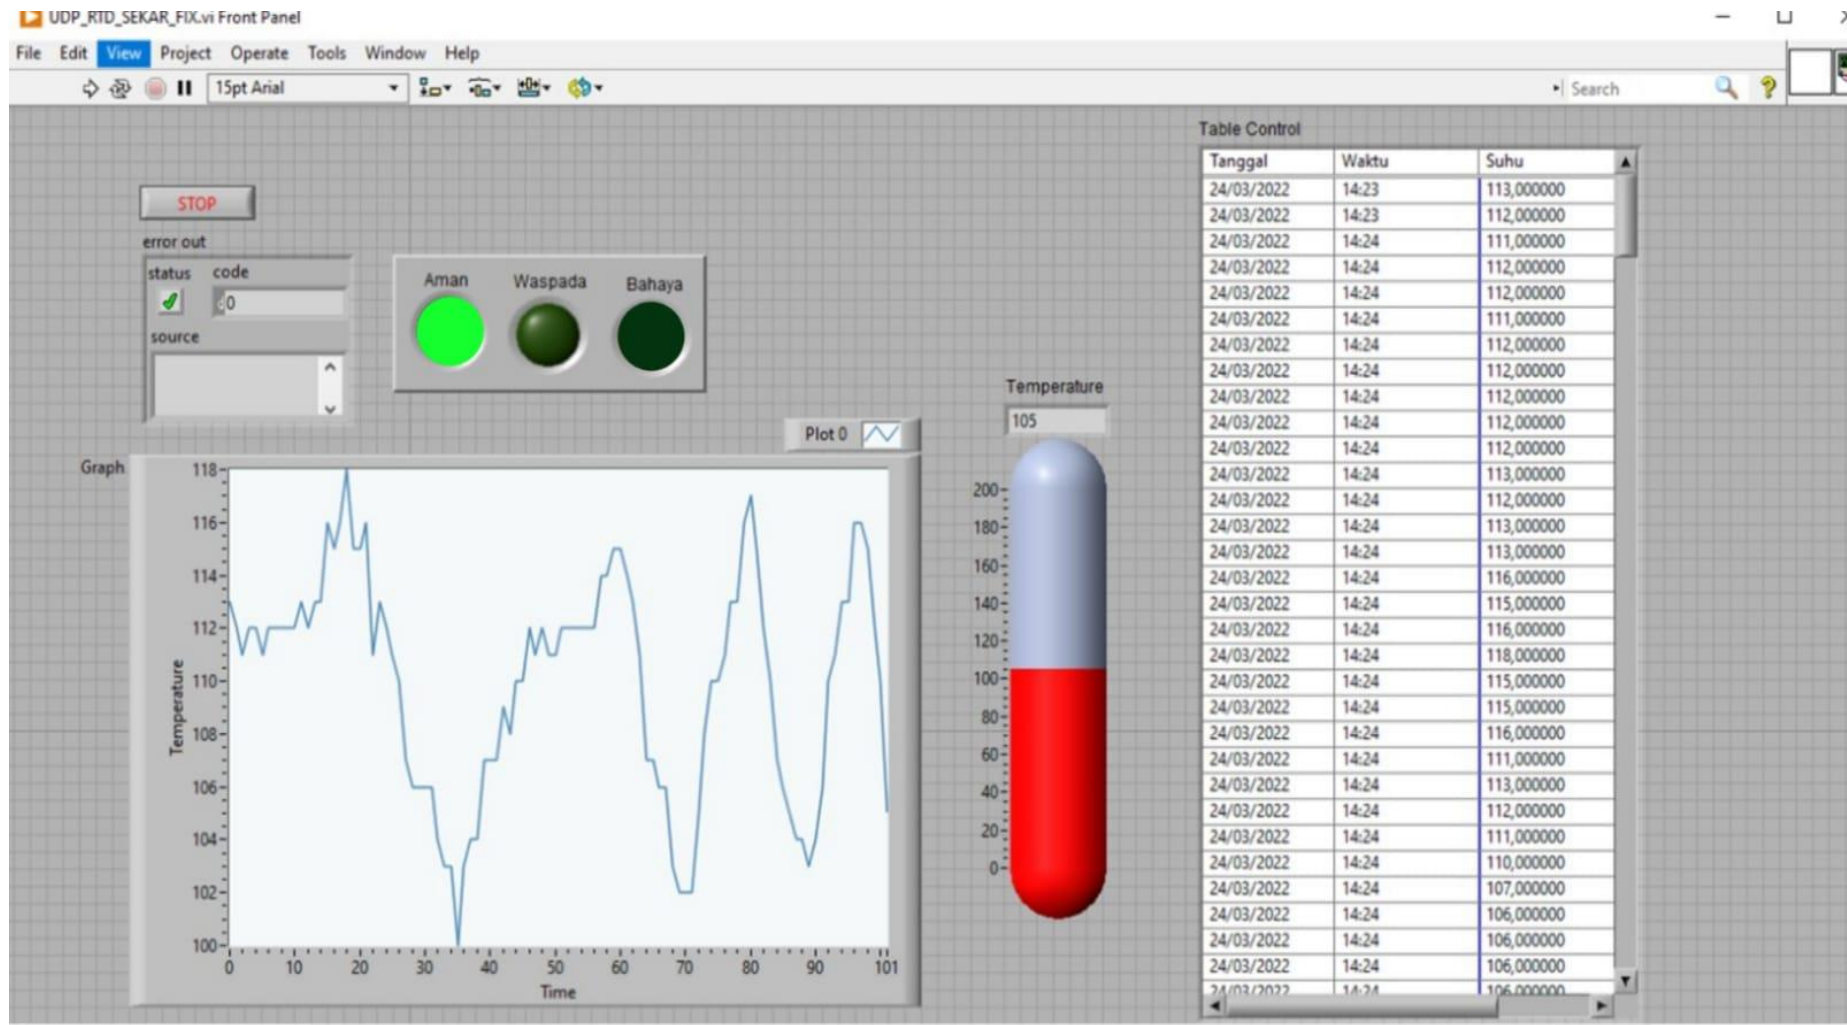 UDP_RTD_SEKAR_FIX.vi Front Panel
File Edit View Project Operate Tools Window Help
15pt Arial
Search
STOP
error out
status code
0
source
Aman Waspada Bahaya
Plot 0
Graph
118
116
114
112
110
108
106
104
102
100
Temperature
0 10 20 30 40 50 60 70 80 90 101
Time
Temperature
105
200
180
160
140
120
100
80
60
40
20
0
Table Control
Tanggal Waktu Suhu
24/03/2022 14:23 113,000000
24/03/2022 14:23 112,000000
24/03/2022 14:24 111,000000
24/03/2022 14:24 112,000000
24/03/2022 14:24 112,000000
24/03/2022 14:24 111,000000
24/03/2022 14:24 112,000000
24/03/2022 14:24 112,000000
24/03/2022 14:24 112,000000
24/03/2022 14:24 112,000000
24/03/2022 14:24 112,000000
24/03/2022 14:24 113,000000
24/03/2022 14:24 112,000000
24/03/2022 14:24 113,000000
24/03/2022 14:24 113,000000
24/03/2022 14:24 116,000000
24/03/2022 14:24 115,000000
24/03/2022 14:24 116,000000
24/03/2022 14:24 118,000000
24/03/2022 14:24 115,000000
24/03/2022 14:24 115,000000
24/03/2022 14:24 116,000000
24/03/2022 14:24 111,000000
24/03/2022 14:24 113,000000
24/03/2022 14:24 112,000000
24/03/2022 14:24 111,000000
24/03/2022 14:24 110,000000
24/03/2022 14:24 107,000000
24/03/2022 14:24 106,000000
24/03/2022 14:24 106,000000
24/03/2022 14:24 106,000000
24/03/2022 14:24 106,000000